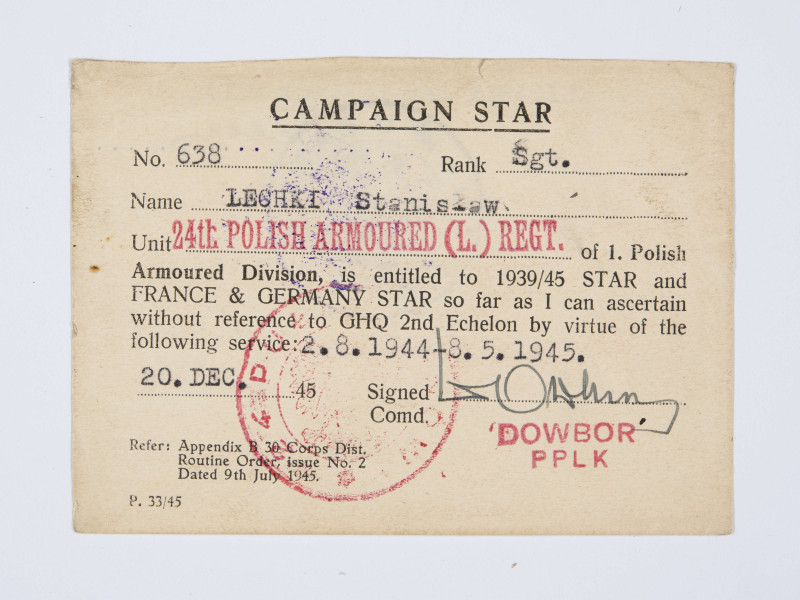 CAMPAIGN STAR
No. 638 Rank Sgt.
Name LESHKI Stanisław
Unit 24th POLISH ARMOURED (L.) REGT. of 1. Polish
Armoured Division, is entitled to 1939/45 STAR and
FRANCE & GERMANY STAR so far as I can ascertain
without reference to GHQ 2nd Echelon by virtue of the
following service: 2.8.1944-8.5.1945.
20. DEC. 45 Signed
Comd.
DOWBOR
PPLK
Refer: Appendix B 30 Corps Dist.
Routine Order, issue No. 2
Dated 9th July 1945.
P. 33/45